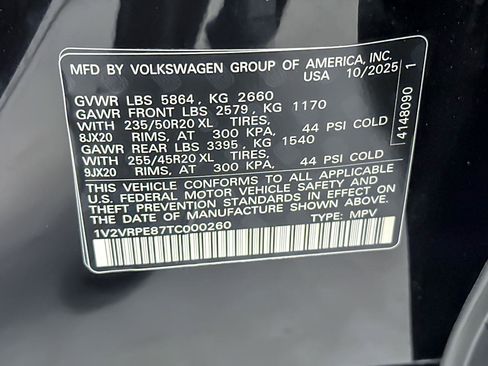 MFD BY VOLKSWAGEN GROUP OF AMERICA, INC.
USA 10/2025
GVWR LBS 5864 , KG 2660
GAWR FRONT LBS 2579 , KG 1170
WITH 235/50R20 XL TIRES,
8JX20 RIMS, AT 300 KPA, 44 PSI COLD
GAWR REAR LBS 3395 , KG 1540
WITH 255/45R20 XL TIRES,
9JX20 RIMS, AT 300 KPA, 44 PSI COLD
THIS VEHICLE CONFORMS TO ALL APPLICABLE
U.S. FEDERAL MOTOR VEHICLE SAFETY AND
THEFT PREVENTION STANDARDS IN EFFECT ON
THE DATE OF MANUFACTURE SHOWN ABOVE.
1V2VRPE87TC000260 TYPE: MPV
4148090 1